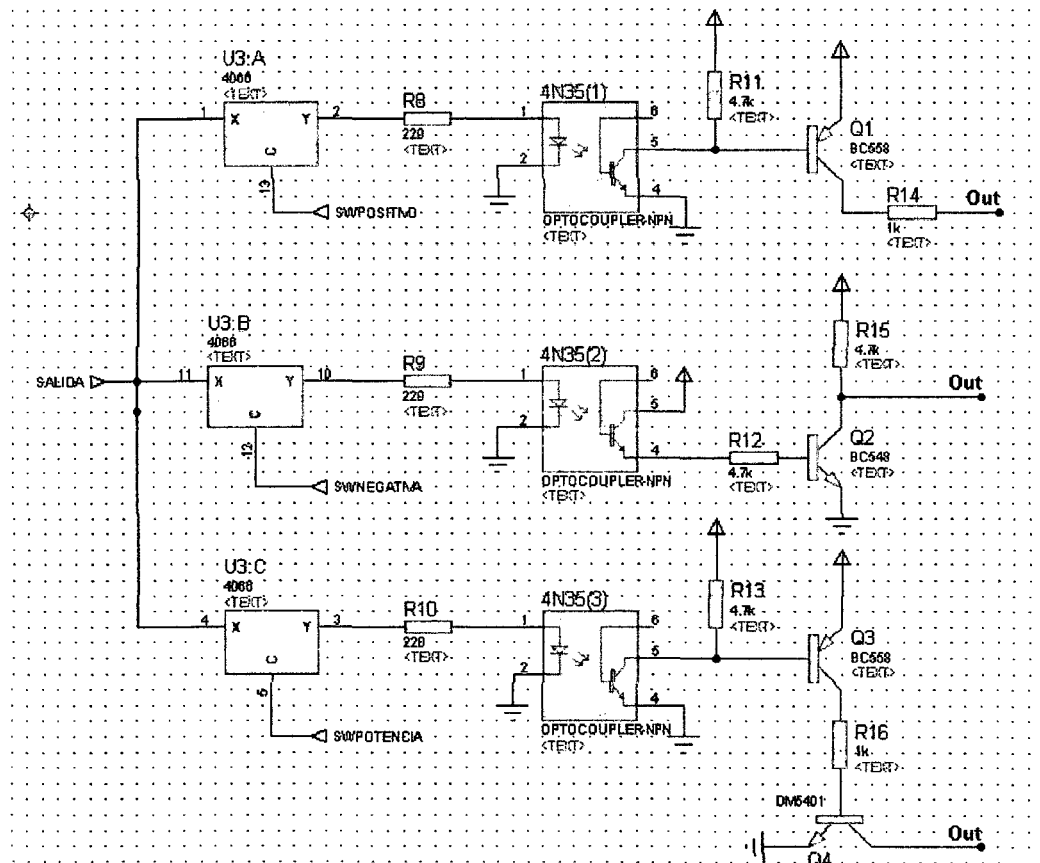 U3:A
4066
<TEXT>
1
X
Y
2
C
13
SWPOSITIVO
R8
220
<TEXT>
4N35(1)
1
2
6
5
4
OPTOCOUPLER-NPN
<TEXT>
R11
4.7k
<TEXT>
Q1
BC558
<TEXT>
R14
1k
<TEXT>
Out
SALIDA
U3:B
4066
<TEXT>
11
X
Y
10
C
12
SWNEGATIVA
R9
220
<TEXT>
4N35(2)
1
2
6
5
4
OPTOCOUPLER-NPN
<TEXT>
R12
4.7k
<TEXT>
R15
4.7k
<TEXT>
Out
Q2
BC548
<TEXT>
U3:C
4066
<TEXT>
4
X
Y
3
C
5
SWPOTENCIA
R10
220
<TEXT>
4N35(3)
1
2
6
5
4
OPTOCOUPLER-NPN
<TEXT>
R13
4.7k
<TEXT>
Q3
BC558
<TEXT>
R16
1k
<TEXT>
DM5401
Q4
Out